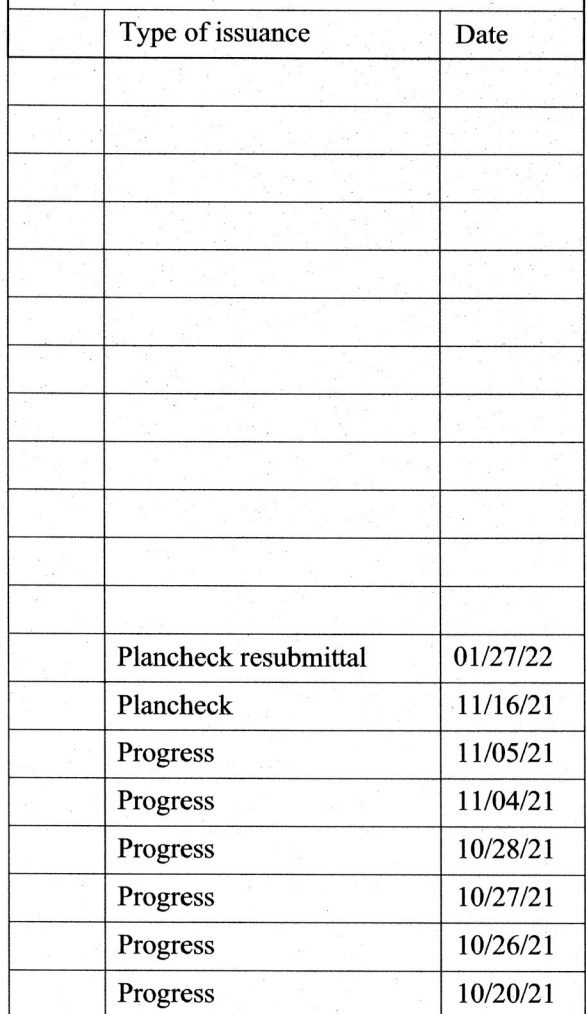 Type of issuance Date
Plancheck resubmittal 01/27/22
Plancheck 11/16/21
Progress 11/05/21
Progress 11/04/21
Progress 10/28/21
Progress 10/27/21
Progress 10/26/21
Progress 10/20/21